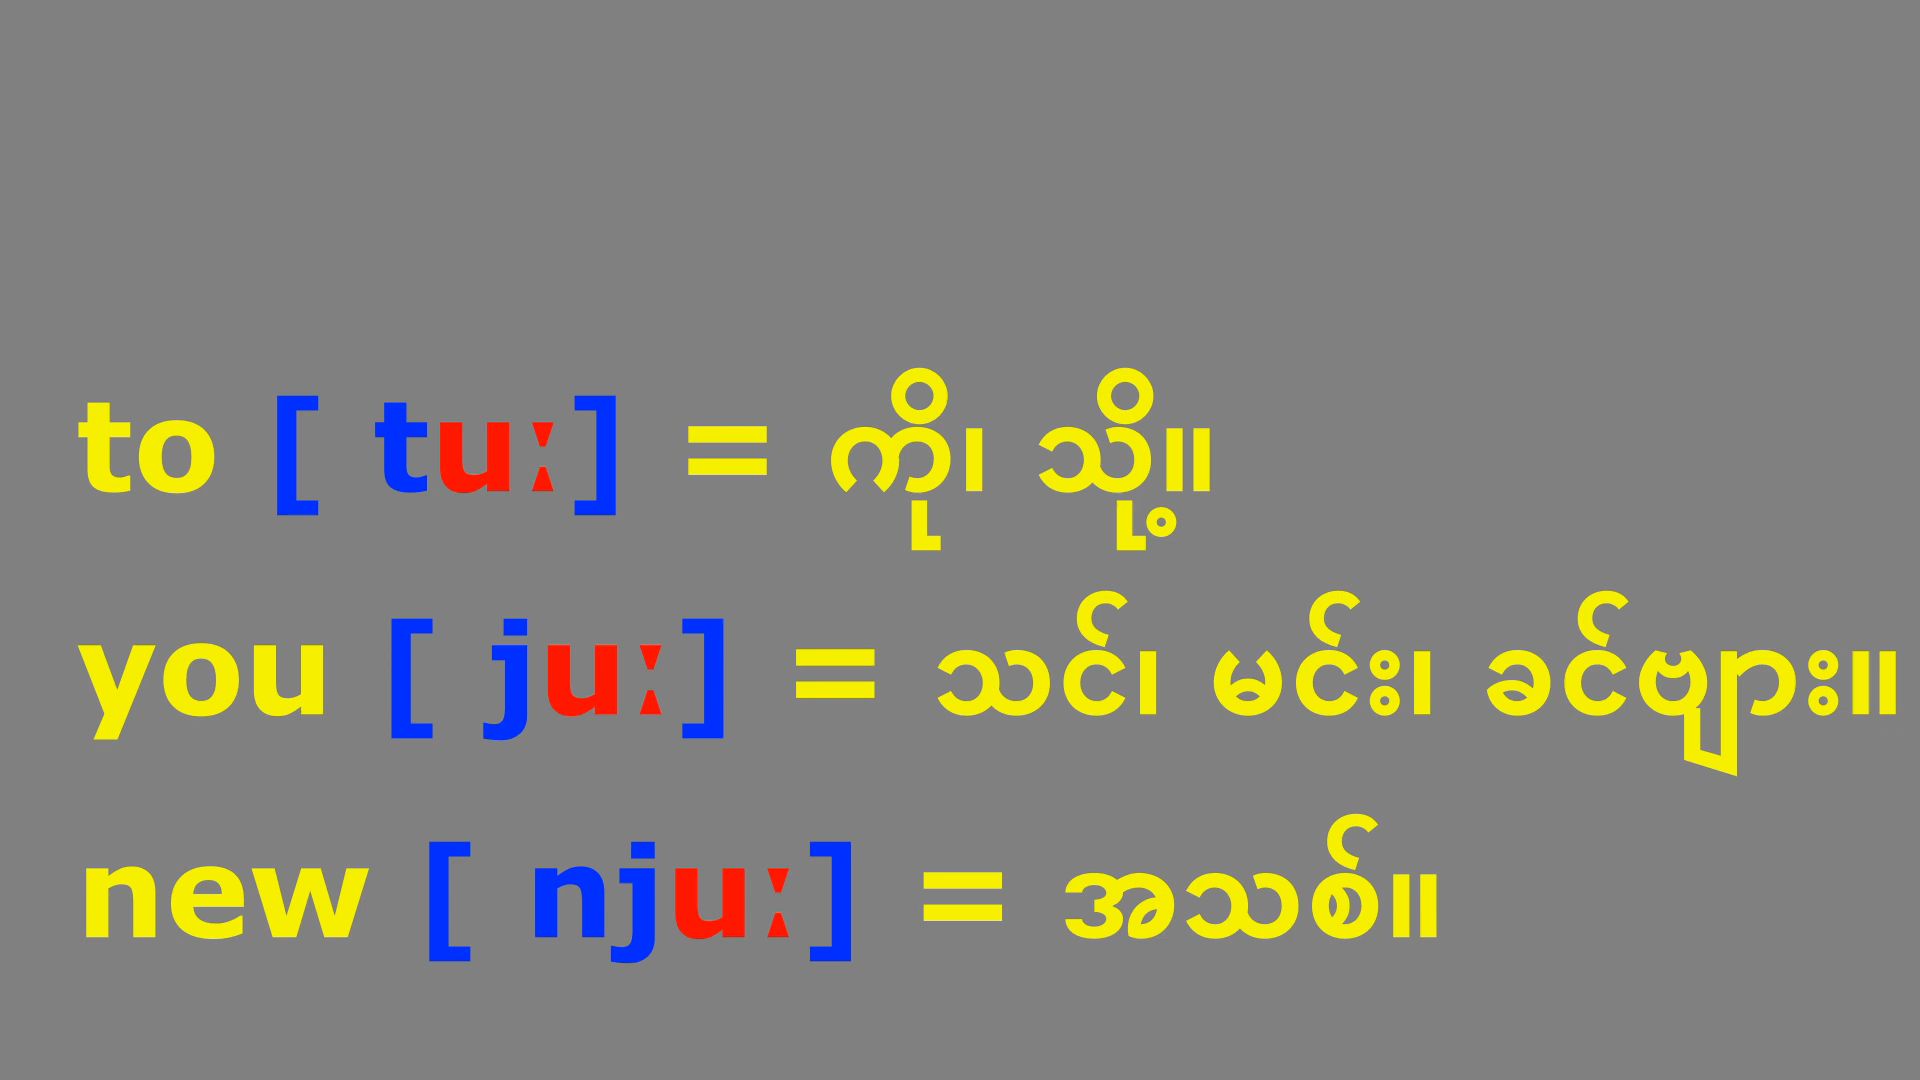 to [ tuː] = ကို၊ သို့။
you [ juː] = သင်၊ မင်း၊ ခင်ဗျား။
new [ njuː] = အသစ်။